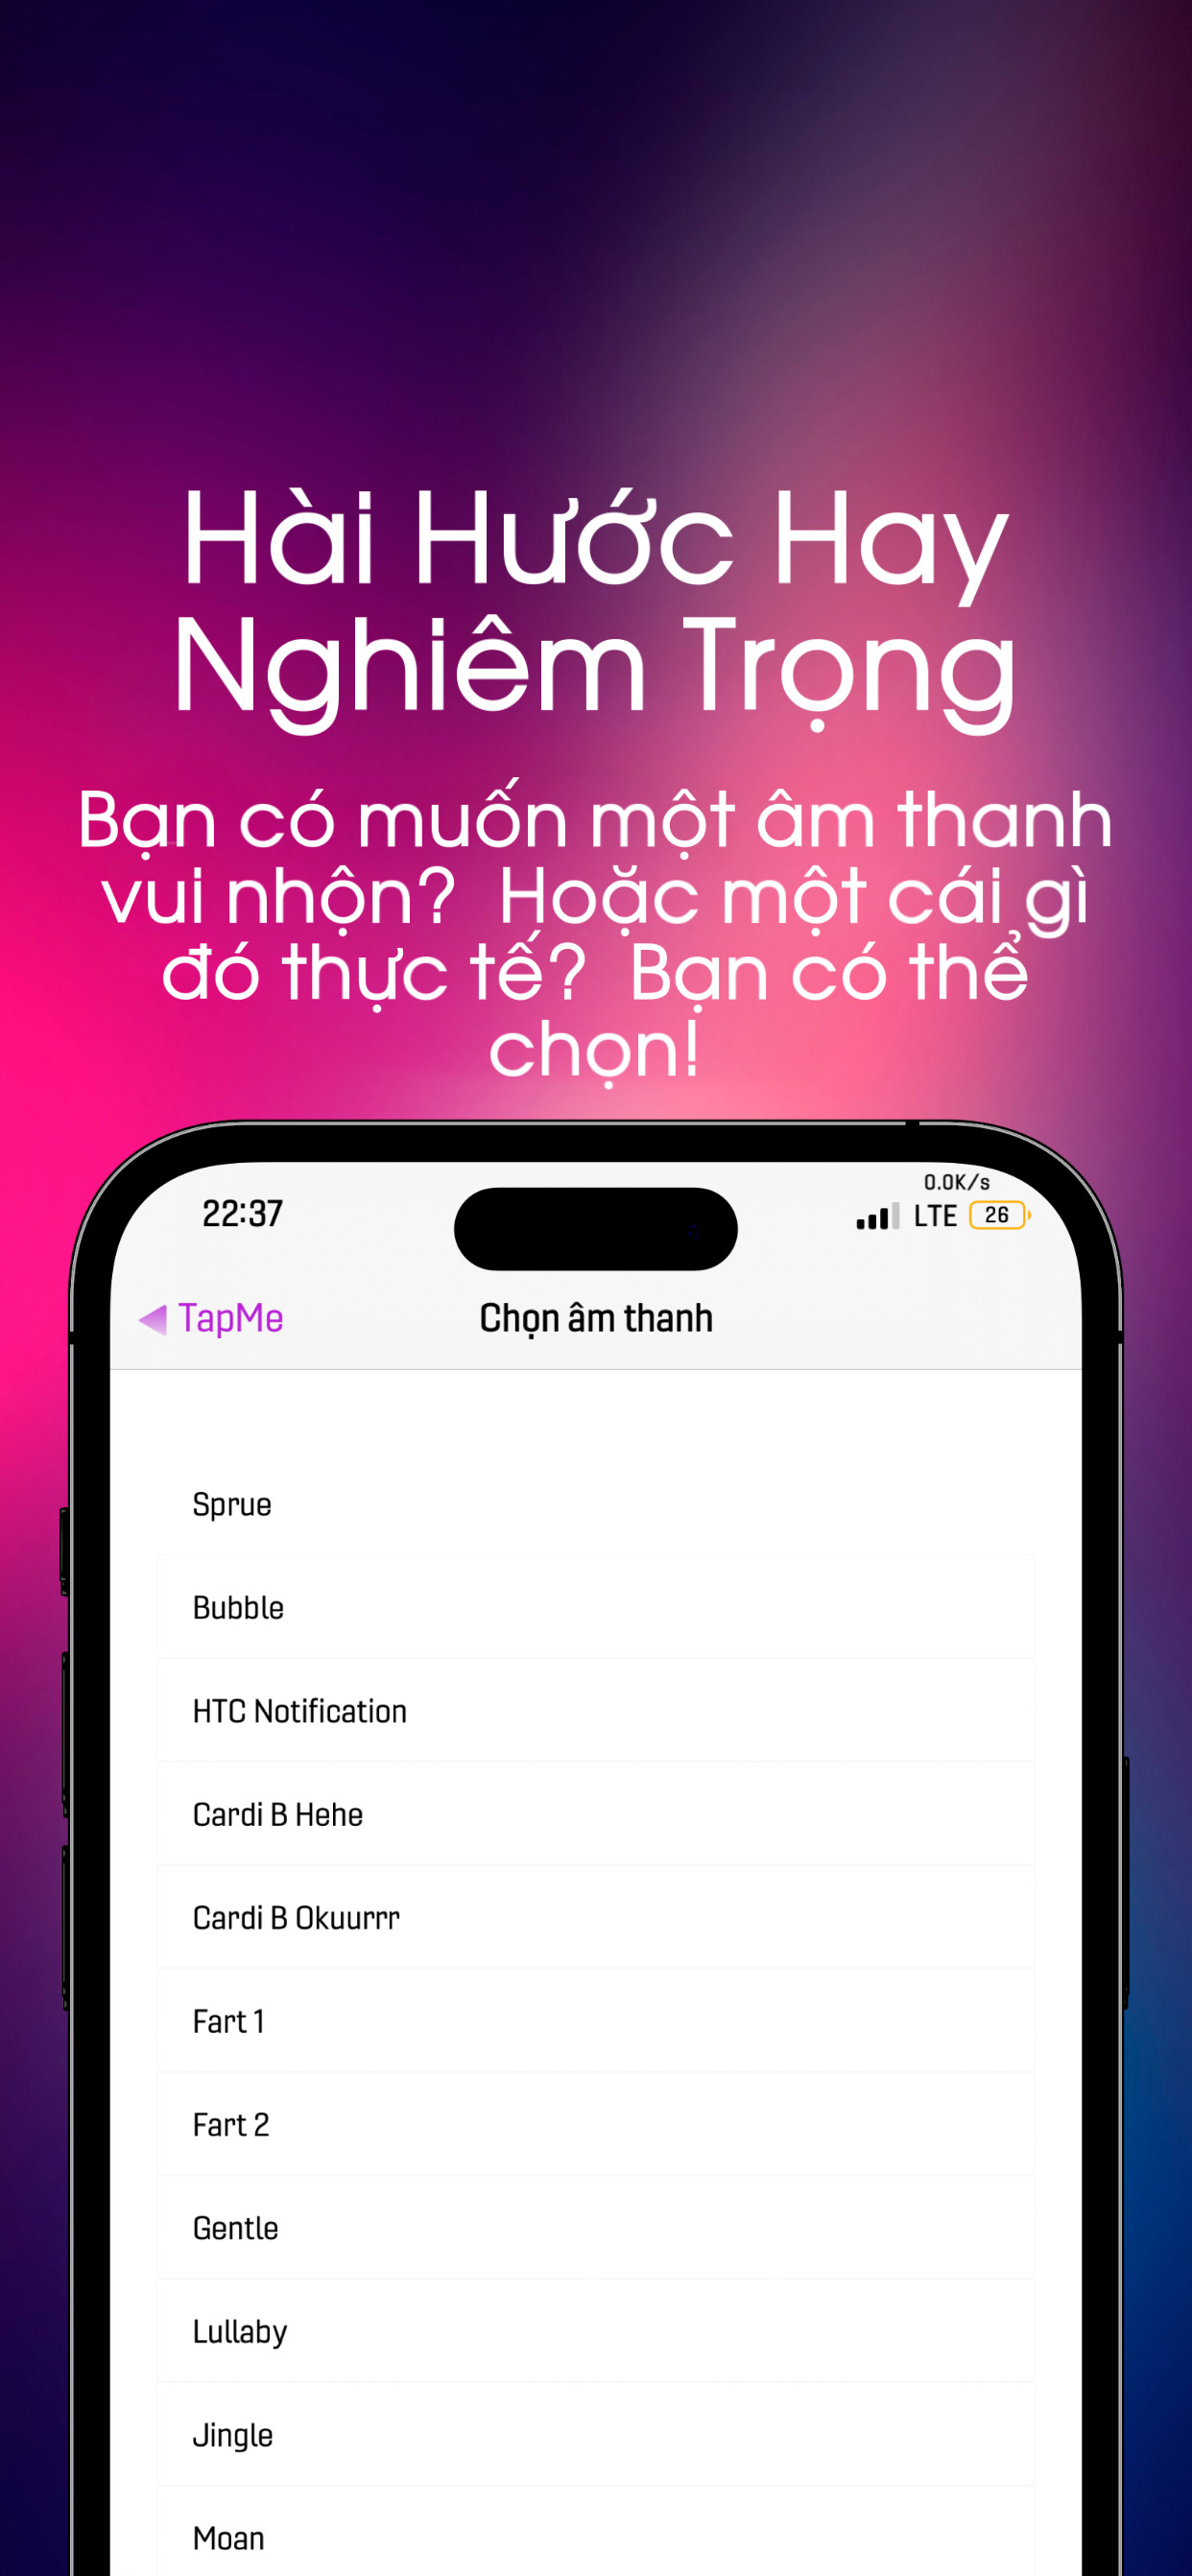 Hài Hước Hay
Nghiêm Trọng
Bạn có muốn một âm thanh
vui nhộn?  Hoặc một cái gì
đó thực tế?  Bạn có thể
chọn!
0.0K/s
22:37
LTE 26
TapMe
Chọn âm thanh
Sprue
Bubble
HTC Notification
Cardi B Hehe
Cardi B Okuurrr
Fart 1
Fart 2
Gentle
Lullaby
Jingle
Moan